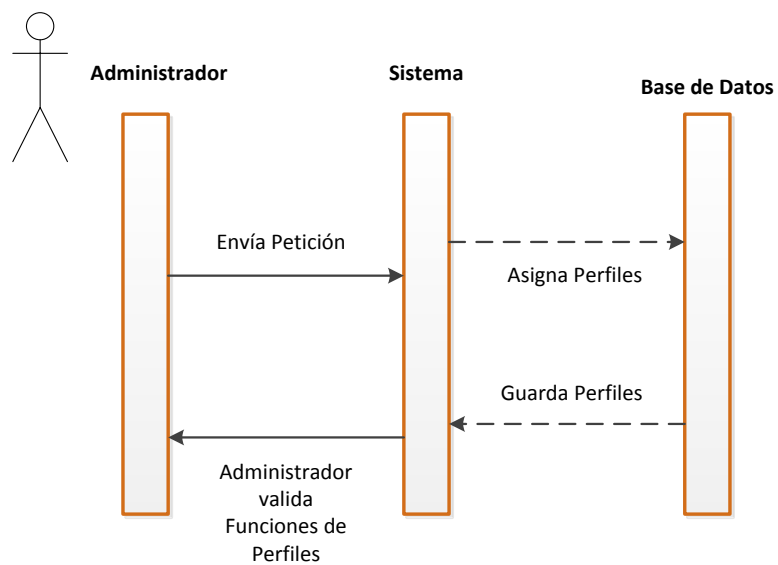 Administrador
Sistema
Base de Datos
Envía Petición
Asigna Perfiles
Guarda Perfiles
Administrador
valida
Funciones de
Perfiles